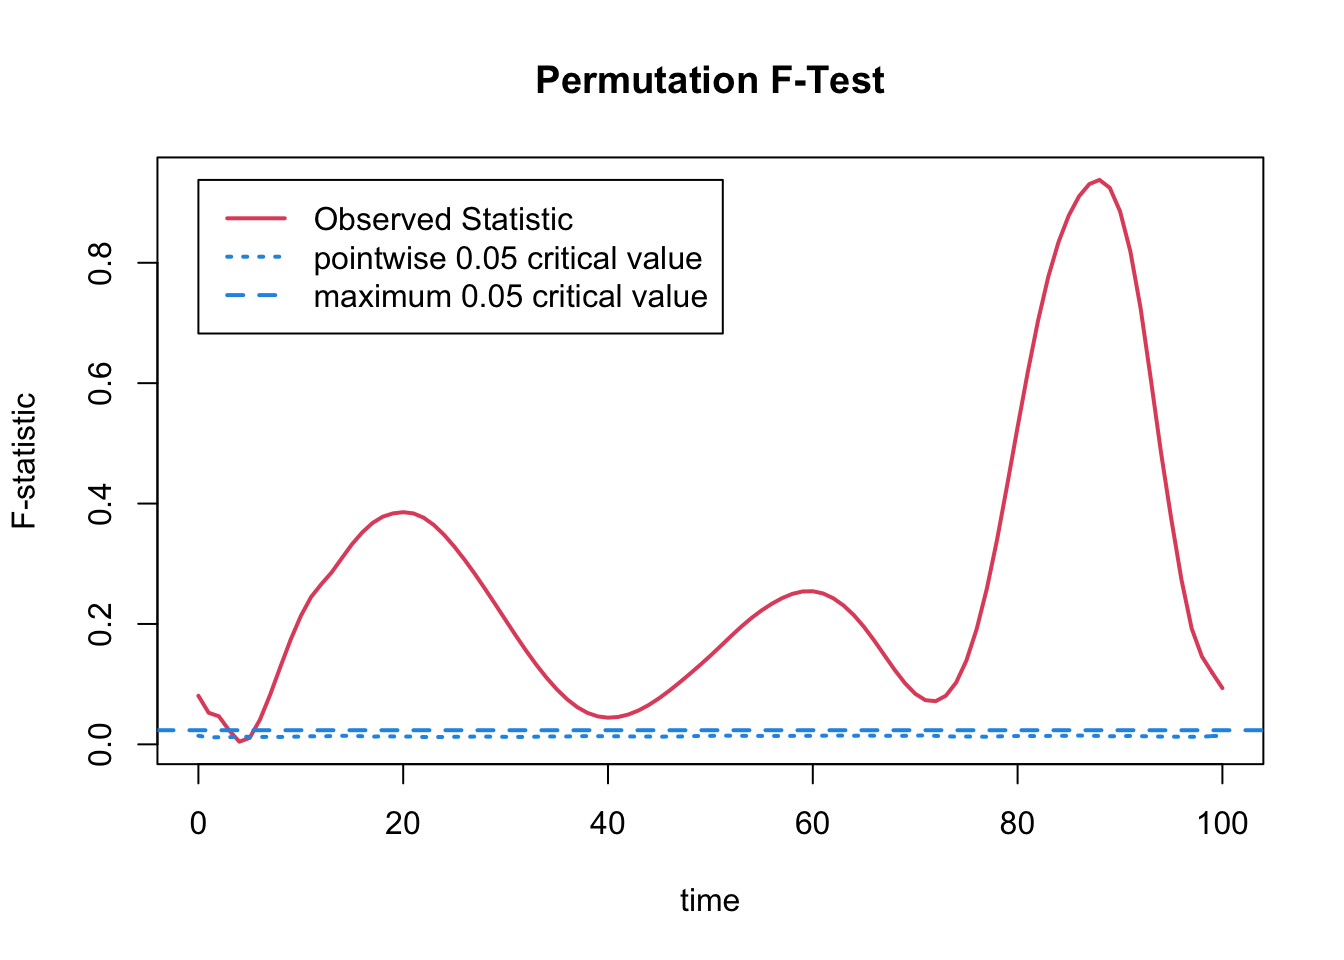 Permutation F-Test
Observed Statistic
pointwise 0.05 critical value
maximum 0.05 critical value
F-statistic
0.8
0.6
0.4
0.2
0.0
0 20 40 60 80 100
time